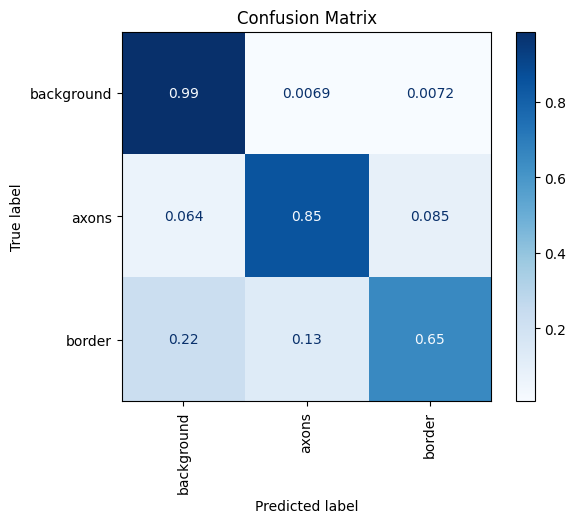 Confusion Matrix
background 0.99 0.0069 0.0072
axons 0.064 0.85 0.085
border 0.22 0.13 0.65
True label
background axons border
Predicted label
0.8
0.6
0.4
0.2